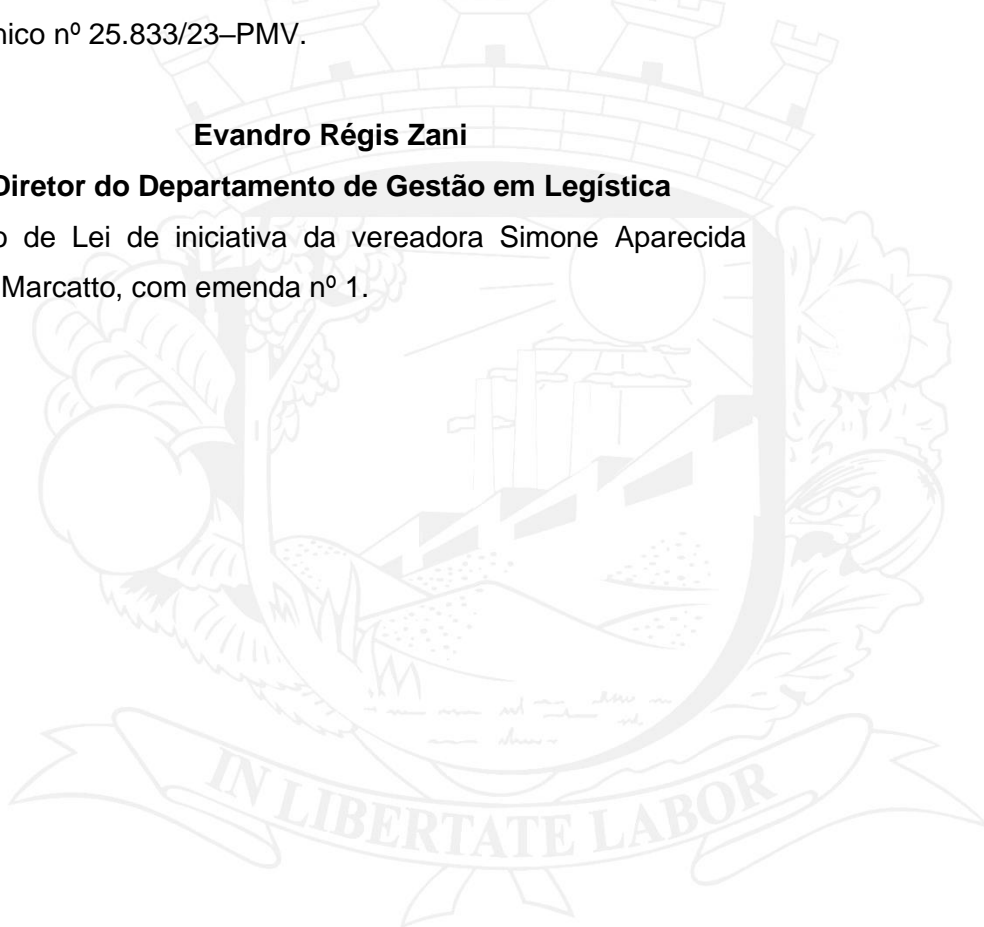 nico nº 25.833/23–PMV.
Evandro Régis Zani
Diretor do Departamento de Gestão em Legística
o de Lei de iniciativa da vereadora Simone Aparecida
Marcatto, com emenda nº 1.
IN LIBERTATE LABOR